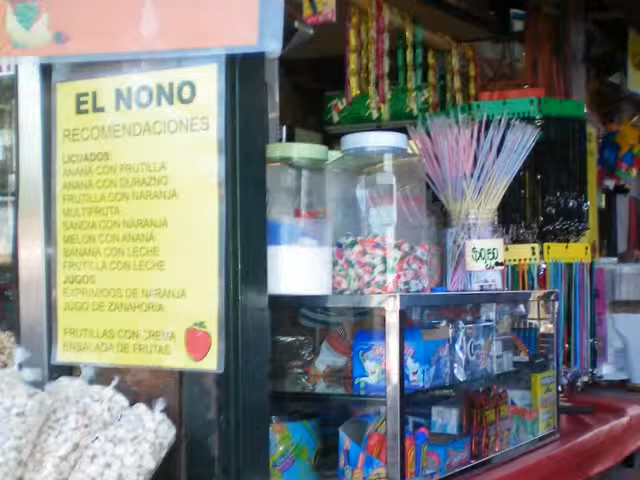 EL NONO
RECOMENDACIONES
LICUADOS
ANANA CON FRUTILLA
ANANA CON DURAZNO
FRUTILLA CON NARANJA
MULTIFRUTA
SANDIA CON NARANJA
MELON CON ANANA
BANANA CON LECHE
FRUTILLA CON LECHE
JUGOS
EXPRIMIDOS DE NARANJA
JUGO DE ZANAHORIA
FRUTILLAS CON CREMA
ENSALADA DE FRUTAS
$0,50